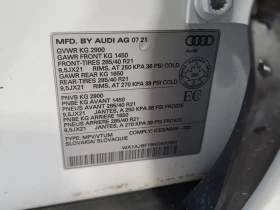 MFD. BY AUDI AG 07 21
GVWR KG 2900
GAWR FRONT KG 1450
FRONT-TIRES 285/40 R21
9,5JX21 RIMS, AT 250 KPA 36 PSI COLD
GAWR REAR KG 1650
REAR-TIRES 285/40 R21
9,5JX21 RIMS, AT 270 KPA 39 PSI COLD
PNVB KG 2900
PNBE KG AVANT 1450
PNEUS AVANT 285/40 R21
9,5JX21 JANTES, A 250 KPA 36 PSI FROIDS
PNBE KG ARRIERE 1650
PNEUS ARRIERE 285/40 R21
9,5JX21 JANTES, A 270 KPA 39 PSI FROIDS
TYPE: MPV/VTUM
SLOVAKIA/ SLOVAQUIE
Audi